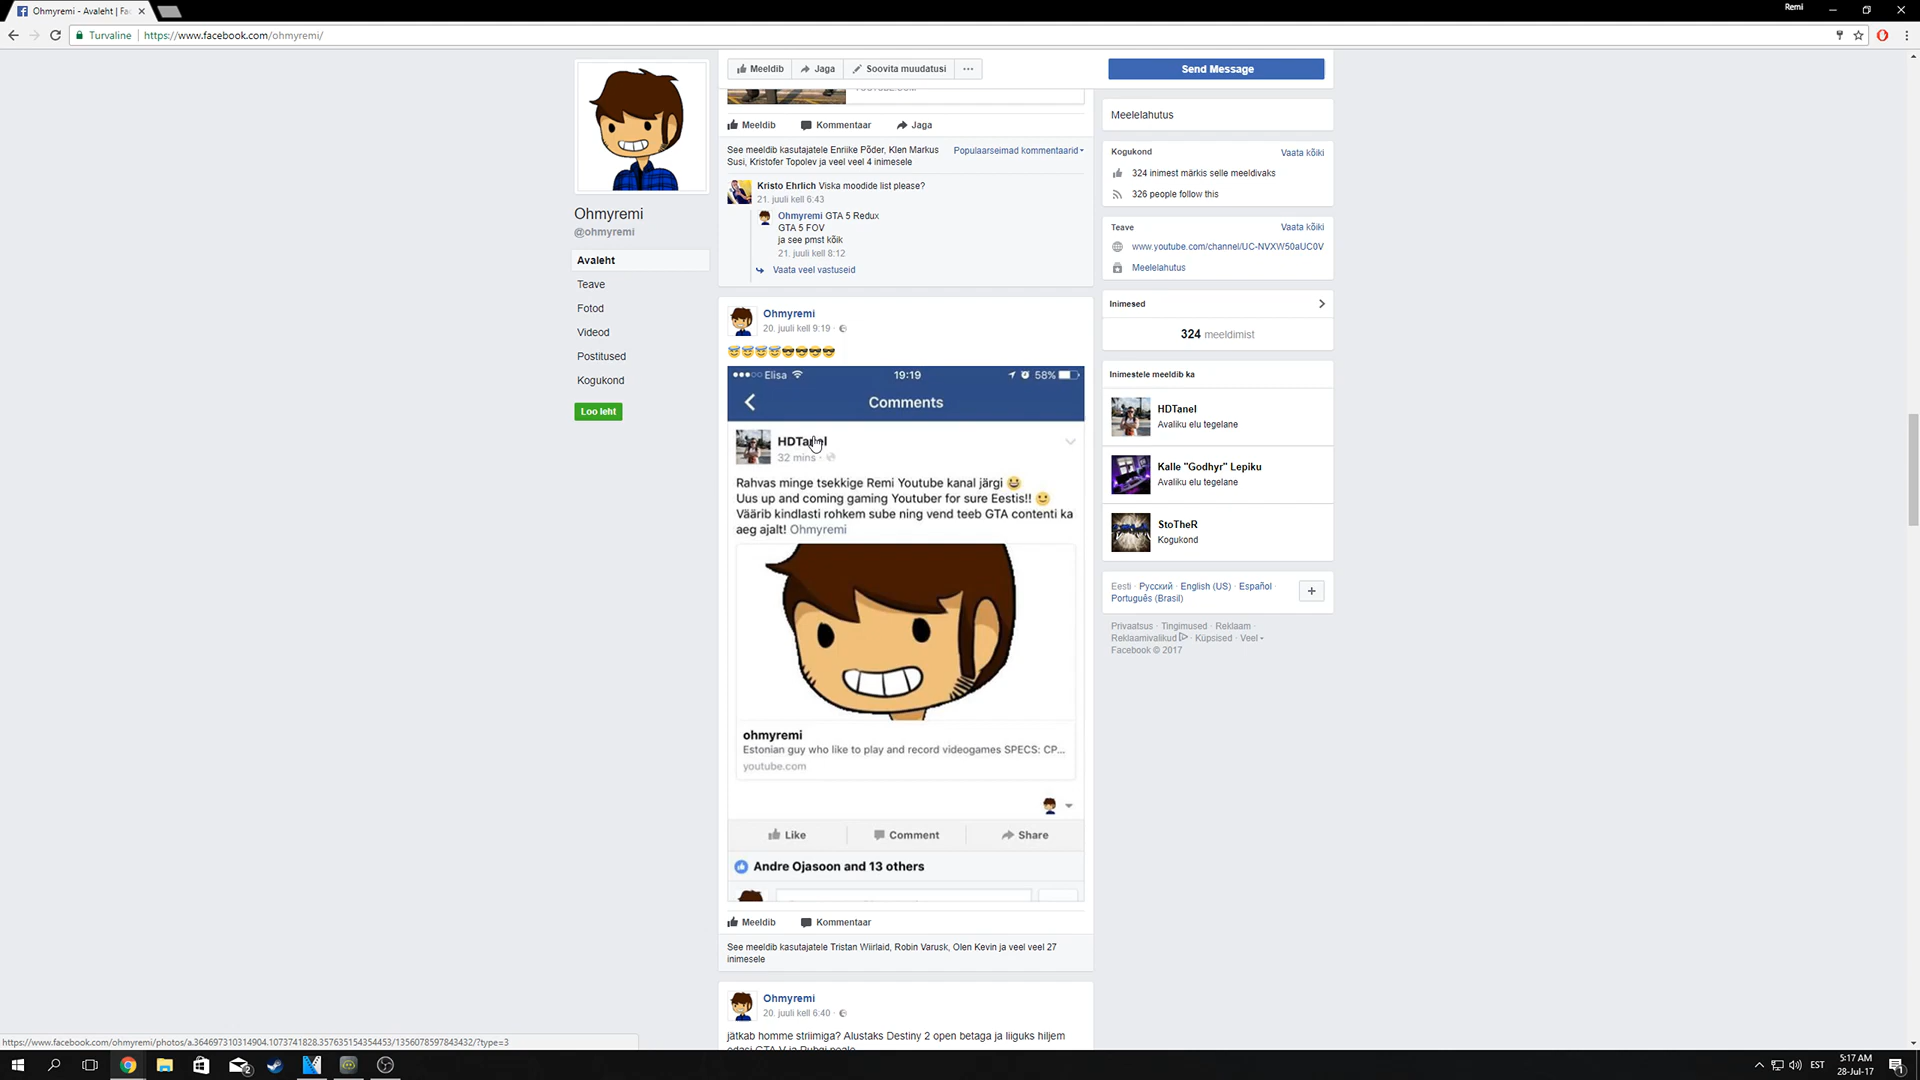 Ohmyremi - Avaleht | Fa
Remi
Turvaline
https://www.facebook.com/ohmyremi/
Ohmyremi
@ohmyremi
Avaleht
Teave
Fotod
Videod
Postitused
Kogukond
Loo leht
Meeldib
Jaga
Soovita muudatusi
Send Message
YOUTUBE.COM
Meeldib
Kommentaar
Jaga
See meeldib kasutajatele Enriike Põder, Klen Markus
Susi, Kristofer Topolev ja veel veel 4 inimesele
Populaarseimad kommentaarid
Kristo Ehrlich Viska moodide list please?
21. juuli kell 6:43
Ohmyremi GTA 5 Redux
GTA 5 FOV
ja see pmst kõik
21. juuli kell 8:12
Vaata veel vastuseid
Ohmyremi
20. juuli kell 9:19
Elisa
19:19
58%
Comments
HDTanel
32 mins
Rahvas minge tsekkige Remi Youtube kanal järgi
Uus up and coming gaming Youtuber for sure Eestis!!
Väärib kindlasti rohkem sube ning vend teeb GTA contenti ka
aeg ajalt! Ohmyremi
ohmyremi
Estonian guy who like to play and record videogames SPECS: CP...
youtube.com
Like
Comment
Share
Andre Ojasoon and 13 others
Meeldib
Kommentaar
See meeldib kasutajatele Tristan Wiirlaid, Robin Varusk, Olen Kevin ja veel veel 27
inimesele
Ohmyremi
20. juuli kell 6:40
jätkab homme striimiga? Alustaks Destiny 2 open betaga ja liiguks hiljem
edasi GTA V ja Pubgi peale
Meelelahutus
Kogukond
Vaata kõiki
324 inimest märkis selle meeldivaks
326 people follow this
Teave
Vaata kõiki
www.youtube.com/channel/UC-NVXW50aUC0V
Meelelahutus
Inimesed
324 meeldimist
Inimestele meeldib ka
HDTanel
Avaliku elu tegelane
Kalle "Godhyr" Lepiku
Avaliku elu tegelane
StoTheR
Kogukond
Eesti · Русский · English (US) · Español ·
Português (Brasil)
Privaatsus · Tingimused · Reklaam ·
Reklaamivalikud · Küpsised · Veel
Facebook © 2017
https://www.facebook.com/ohmyremi/photos/a.364697310314904.1073741828.357635154354453/1356078597843432/?type=3
EST
5:17 AM
28-Jul-17